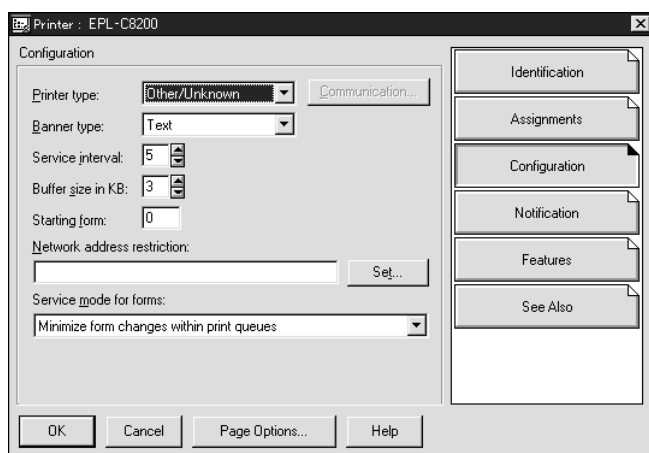 Printer : EPL-C8200
Configuration
Printer type: Other/Unknown Communication...
Banner type: Text
Service interval: 5
Buffer size in KB: 3
Starting form: 0
Network address restriction:
Set...
Service mode for forms:
Minimize form changes within print queues
OK Cancel Page Options... Help
Identification
Assignments
Configuration
Notification
Features
See Also